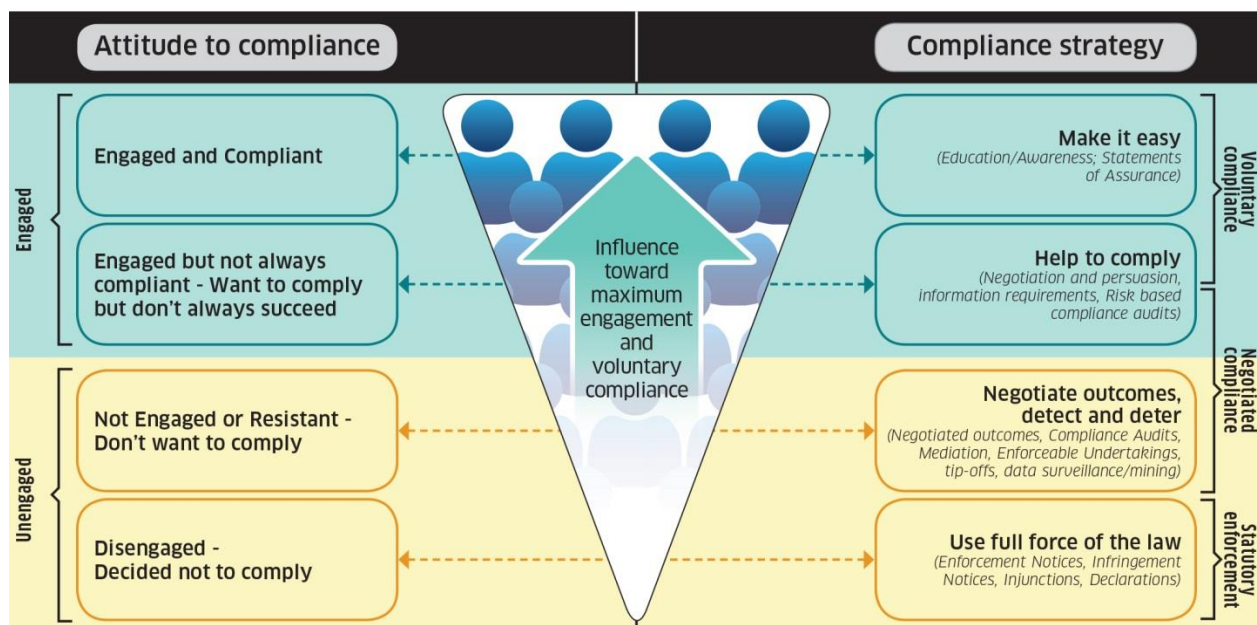 Attitude to compliance
Compliance strategy
Engaged
Engaged and Compliant
Engaged but not always
compliant - Want to comply
but don't always succeed
Unengaged
Not Engaged or Resistant -
Don't want to comply
Disengaged -
Decided not to comply
Influence
toward
maximum
engagement
and
voluntary
compliance
Make it easy
(Education/Awareness; Statements
of Assurance)
Help to comply
(Negotiation and persuasion,
information requirements, Risk based
compliance audits)
Negotiate outcomes,
detect and deter
(Negotiated outcomes, Compliance Audits,
Mediation, Enforceable Undertakings,
tip-offs, data surveillance/mining)
Use full force of the law
(Enforcement Notices, Infringement
Notices, Injunctions, Declarations)
Voluntary
compliance
Negotiated
compliance
Statutory
enforcement